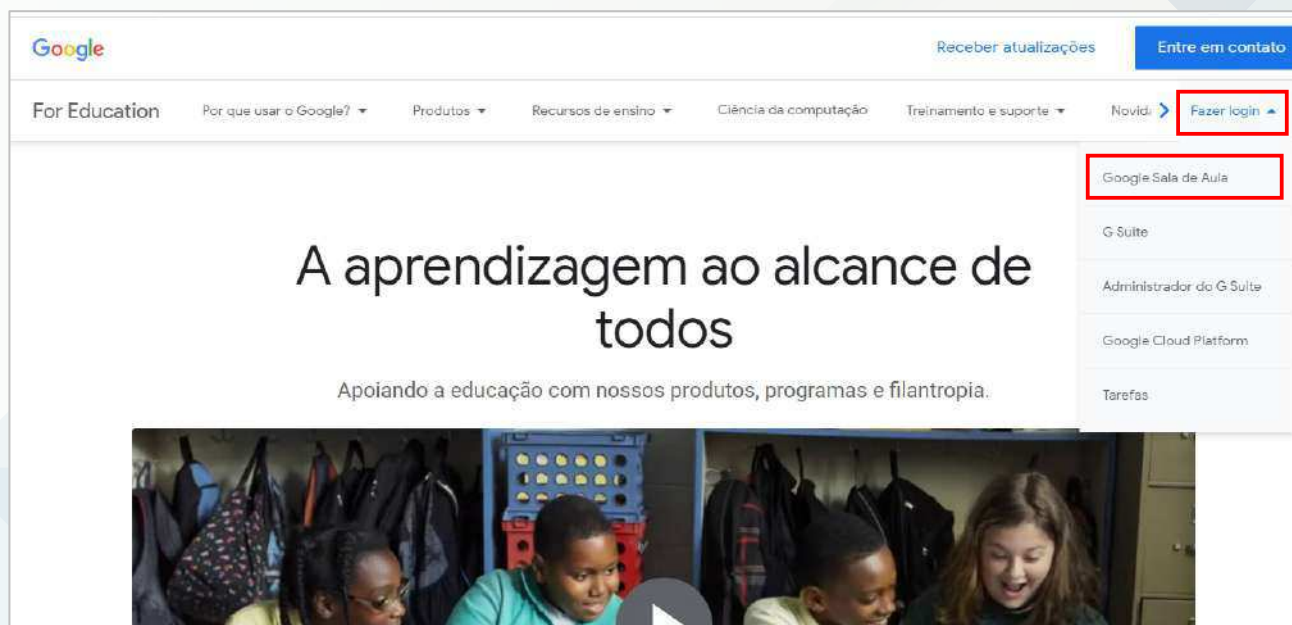 Google
Receber atualizações
Entre em contato
For Education
Por que usar o Google?
Produtos
Recursos de ensino
Ciência da computação
Treinamento e suporte
Novid
Fazer login
Google Sala de Aula
G Suite
Administrador do G Suite
Google Cloud Platform
Tarefas
A aprendizagem ao alcance de
todos
Apoiando a educação com nossos produtos, programas e filantropia.